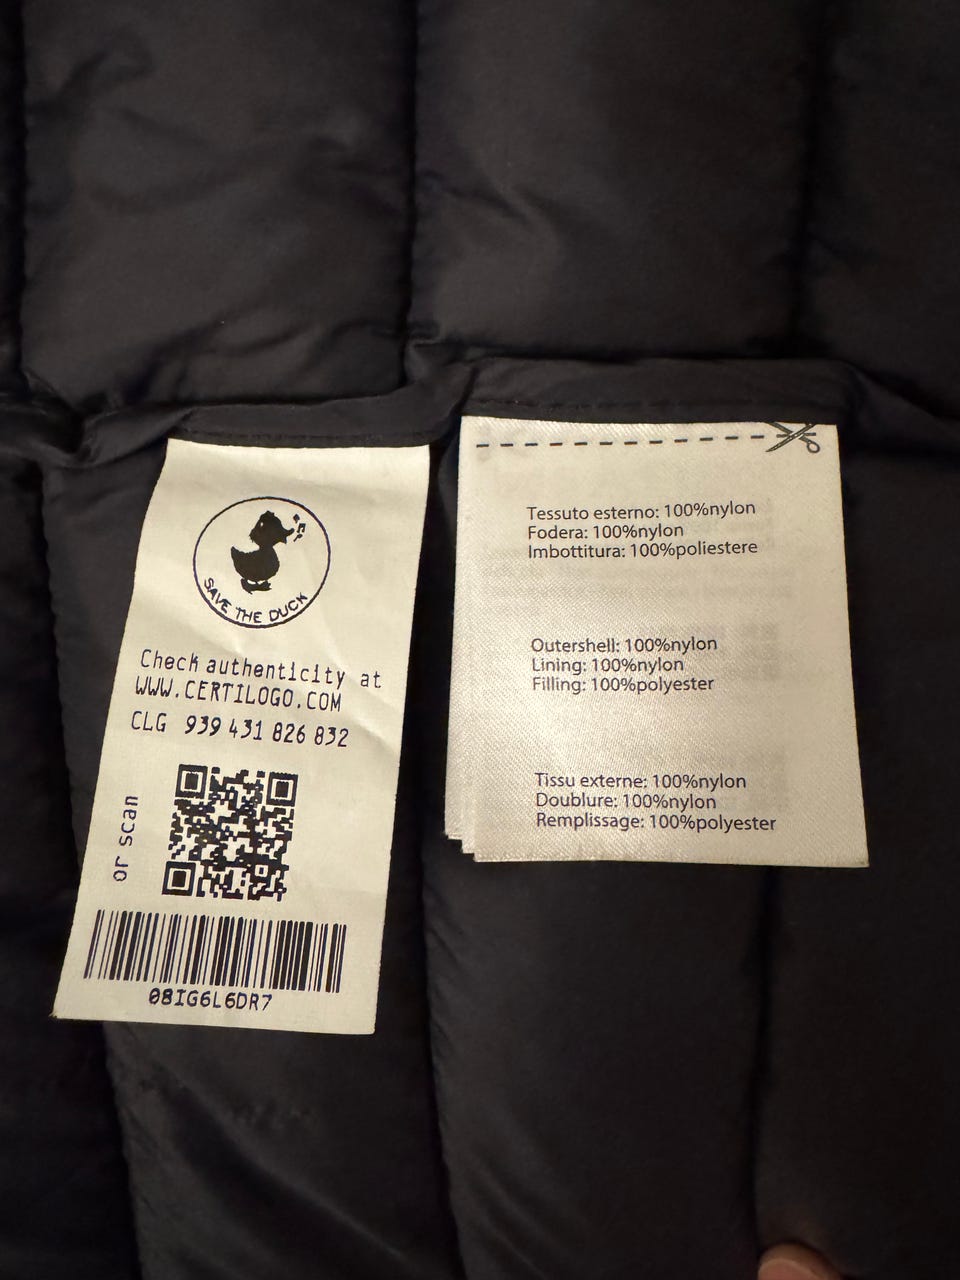 SAVE THE DUCK
Check authenticity at
WWW.CERTILOGO.COM
CLG 939 431 826 832
or scan
08IG6L6DR7
Tessuto esterno: 100%nylon
Fodera: 100%nylon
Imbottitura: 100%poliestere
Outershell: 100%nylon
Lining: 100%nylon
Filling: 100%polyester
Tissu externe: 100%nylon
Doublure: 100%nylon
Remplissage: 100%polyester